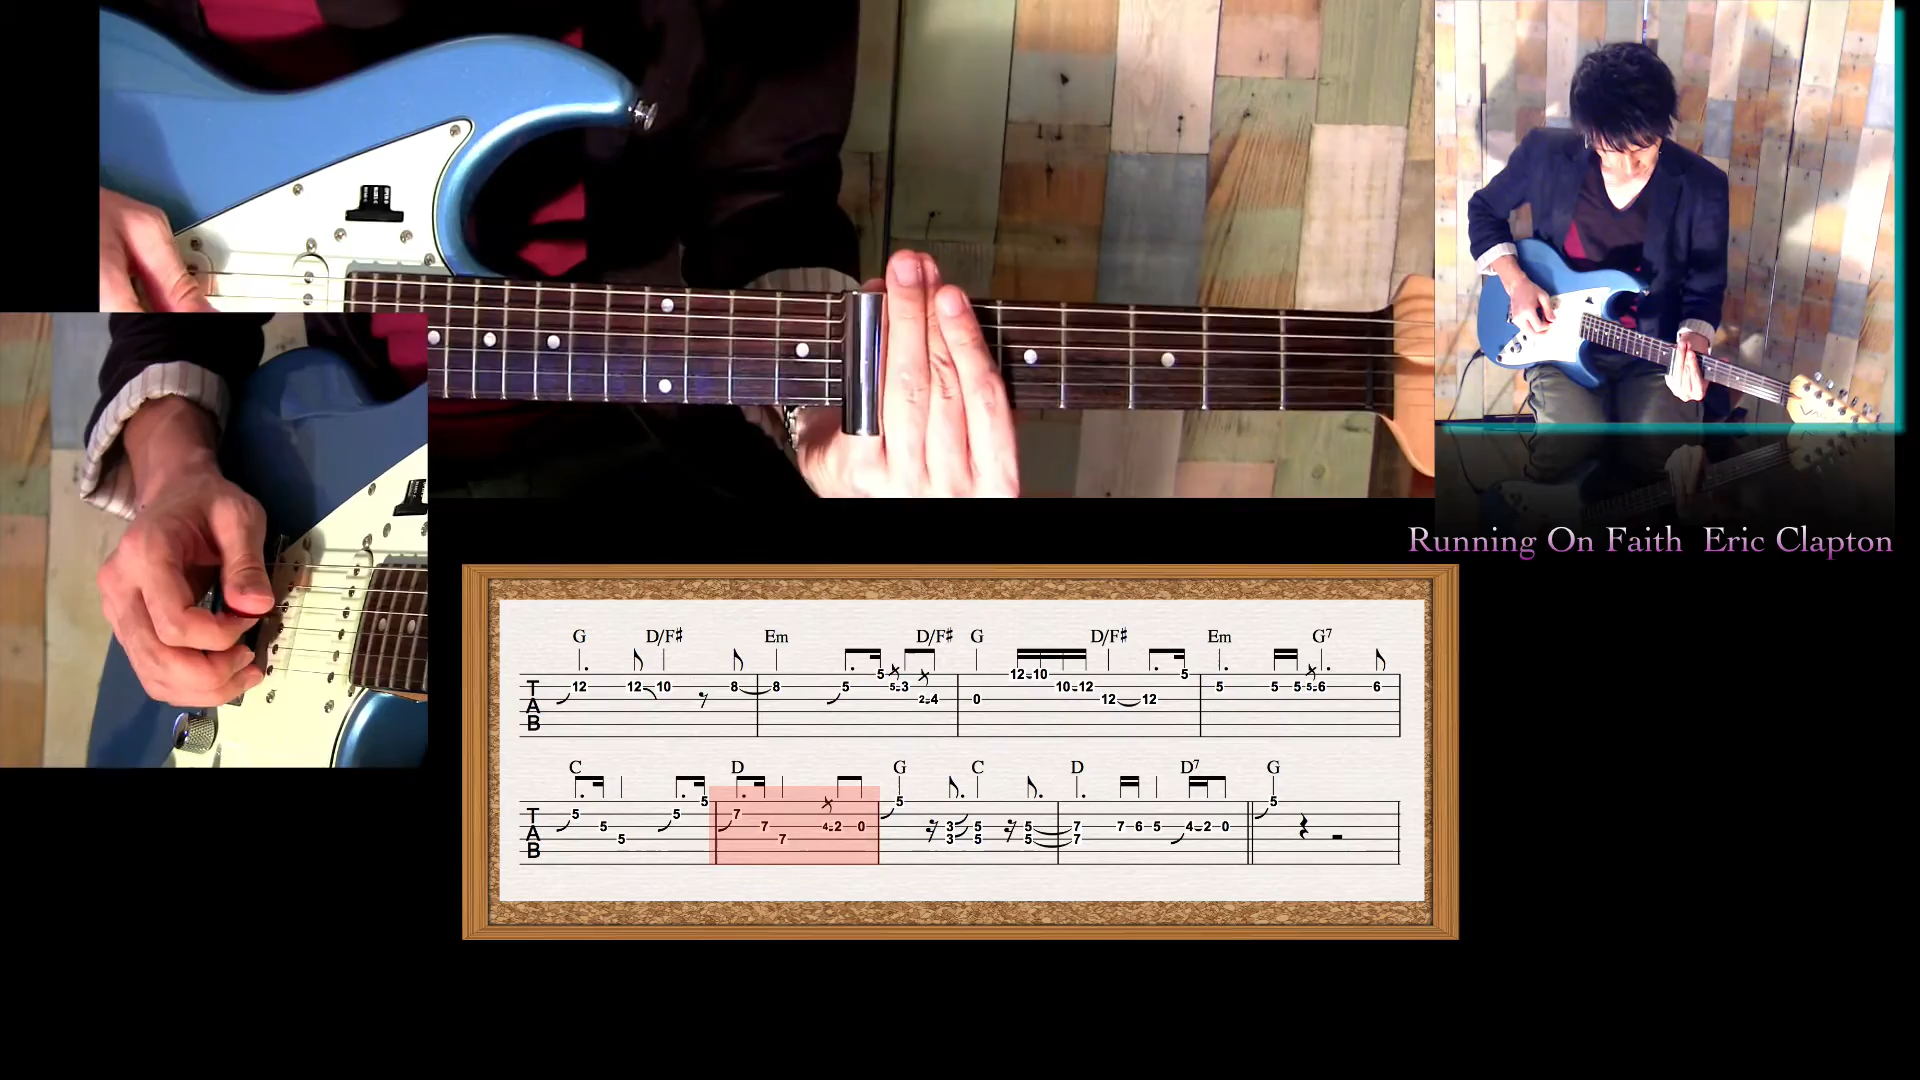 Running On Faith Eric Clapton
G D/F♯ Em D/F♯ G D/F♯ Em G7
5 5
12 10
12 12 10 8 8 5 5 3 10 12 5 5 5 5 6 6
2 4 0 12 12
TAB
C D G C D D7 G
5 5 5
5 5 7
5 7 4 2 0 3 5 5 7 7 6 5 4 2 0
5 7 3 5 5 7
TAB